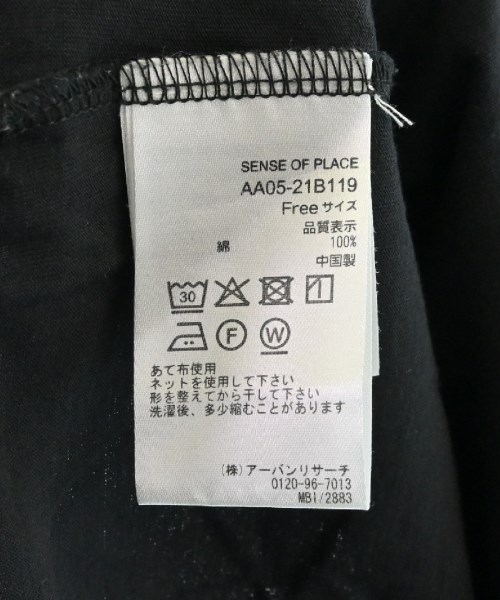 SENSE OF PLACE
AA05-21B119
Freeサイズ
品質表示
綿 100%
中国製
30
F W
あて布使用
ネットを使用して下さい
形を整えてから干して下さい
洗濯後、多少縮むことがあります
(株)アーバンリサーチ
0120-96-7013
MBI/2883